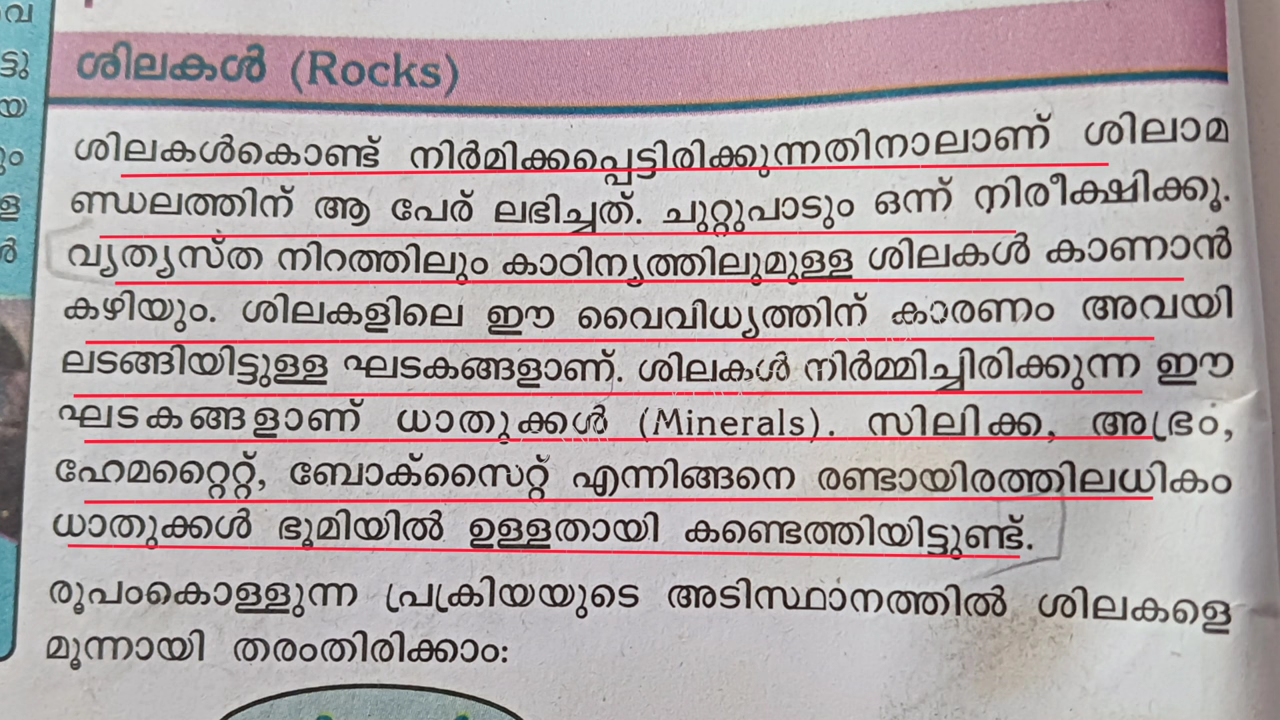 ശിലകൾ (Rocks)
ശിലകൾകൊണ്ട് നിർമിക്കപ്പെട്ടിരിക്കുന്നതിനാലാണ് ശിലാമ
ണ്ഡലത്തിന് ആ പേര് ലഭിച്ചത്. ചുറ്റുപാടും ഒന്ന് നിരീക്ഷിക്കൂ.
വ്യത്യസ്ത നിറത്തിലും കാഠിന്യത്തിലുമുള്ള ശിലകൾ കാണാൻ
കഴിയും. ശിലകളിലെ ഈ വൈവിധ്യത്തിന് കാരണം അവയി
ലടങ്ങിയിട്ടുള്ള ഘടകങ്ങളാണ്. ശിലകൾ നിർമ്മിച്ചിരിക്കുന്ന ഈ
ഘടകങ്ങളാണ് ധാതുക്കൾ (Minerals). സിലിക്ക, അഭ്രം,
ഹേമറ്റൈറ്റ്, ബോക്സൈറ്റ് എന്നിങ്ങനെ രണ്ടായിരത്തിലധികം
ധാതുക്കൾ ഭൂമിയിൽ ഉള്ളതായി കണ്ടെത്തിയിട്ടുണ്ട്.
രൂപംകൊള്ളുന്ന പ്രക്രിയയുടെ അടിസ്ഥാനത്തിൽ ശിലകളെ
മൂന്നായി തരംതിരിക്കാം: